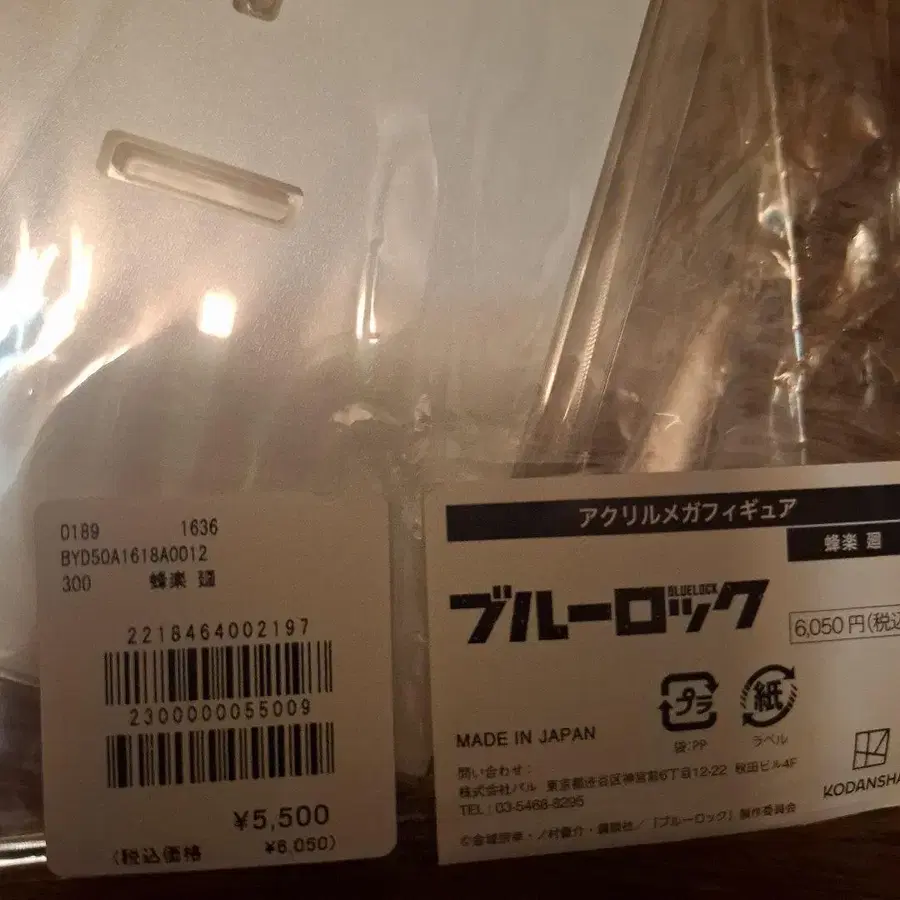 0189 1636
BYD50A1618A0012
300 蜂楽 廻
2218464002197
2300000055009
¥5,500
(税込価格 ¥6,050)
アクリルメガフィギュア
蜂楽 廻
BLUELOCK
ブルーロック
6,050円(税込
プラ
紙
袋:PP
ラベル
MADE IN JAPAN
問い合わせ:
株式会社パル 東京都渋谷区神宮前6丁目12-22 秋田ビル4F
TEL:03-5468-8295
KODANSHA
©金城宗幸・ノ村優介・講談社/「ブルーロック」製作委員会